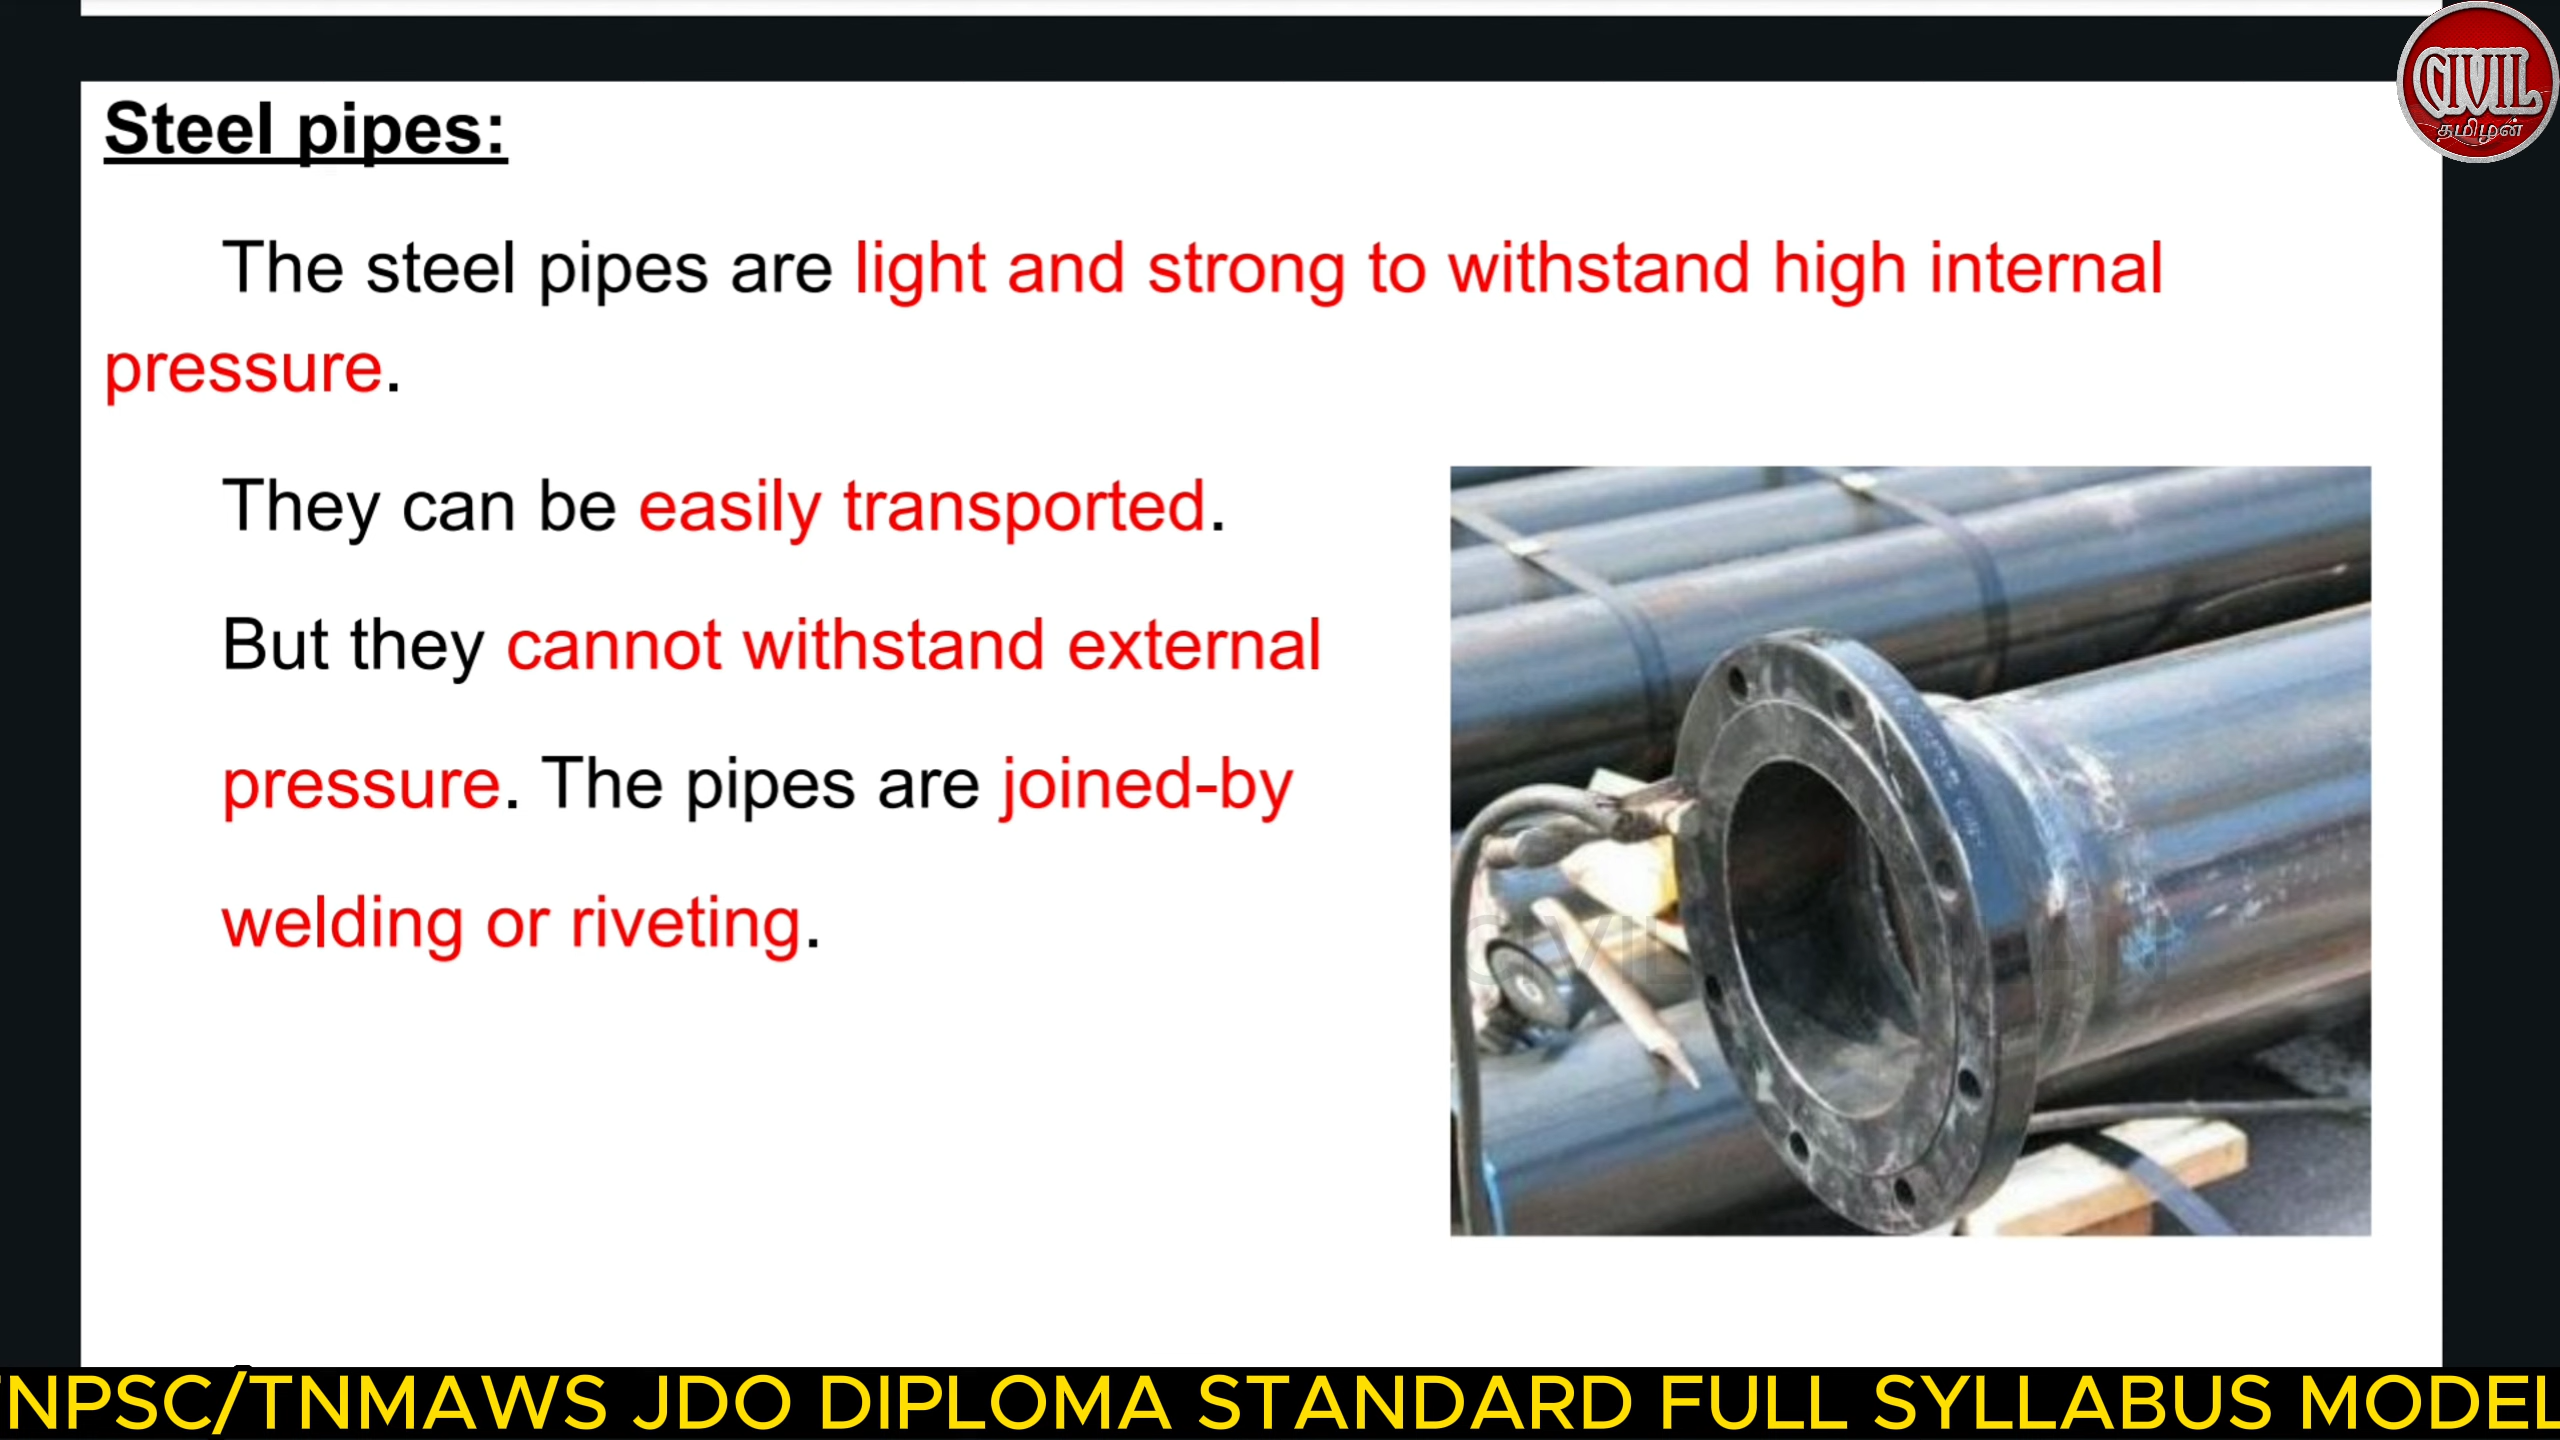 CIVIL
தமிழன்
Steel pipes:
The steel pipes are light and strong to withstand high internal
pressure.
They can be easily transported.
But they cannot withstand external
pressure. The pipes are joined-by
welding or riveting.
TNPSC/TNMAWS JDO DIPLOMA STANDARD FULL SYLLABUS MODEL